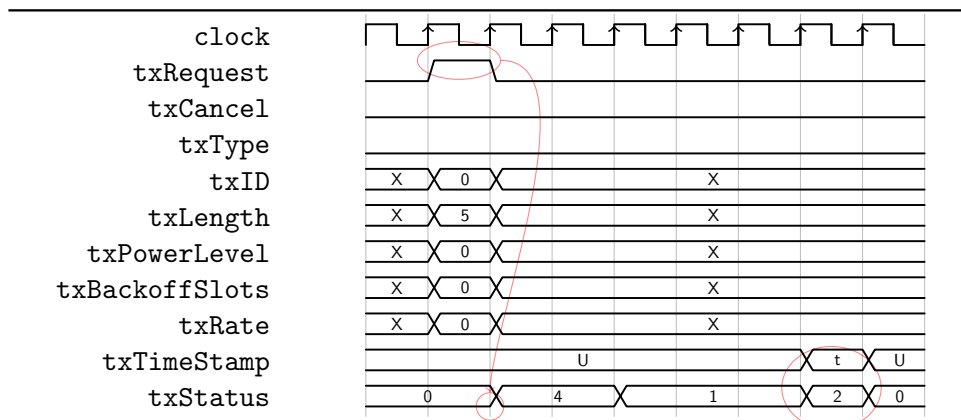 clock
txRequest
txCancel
txType
txID X 0 X
txLength X 5 X
txPowerLevel X 0 X
txBackoffSlots X 0 X
txRate X 0 X
txTimeStamp U t U
txStatus 0 4 1 2 0